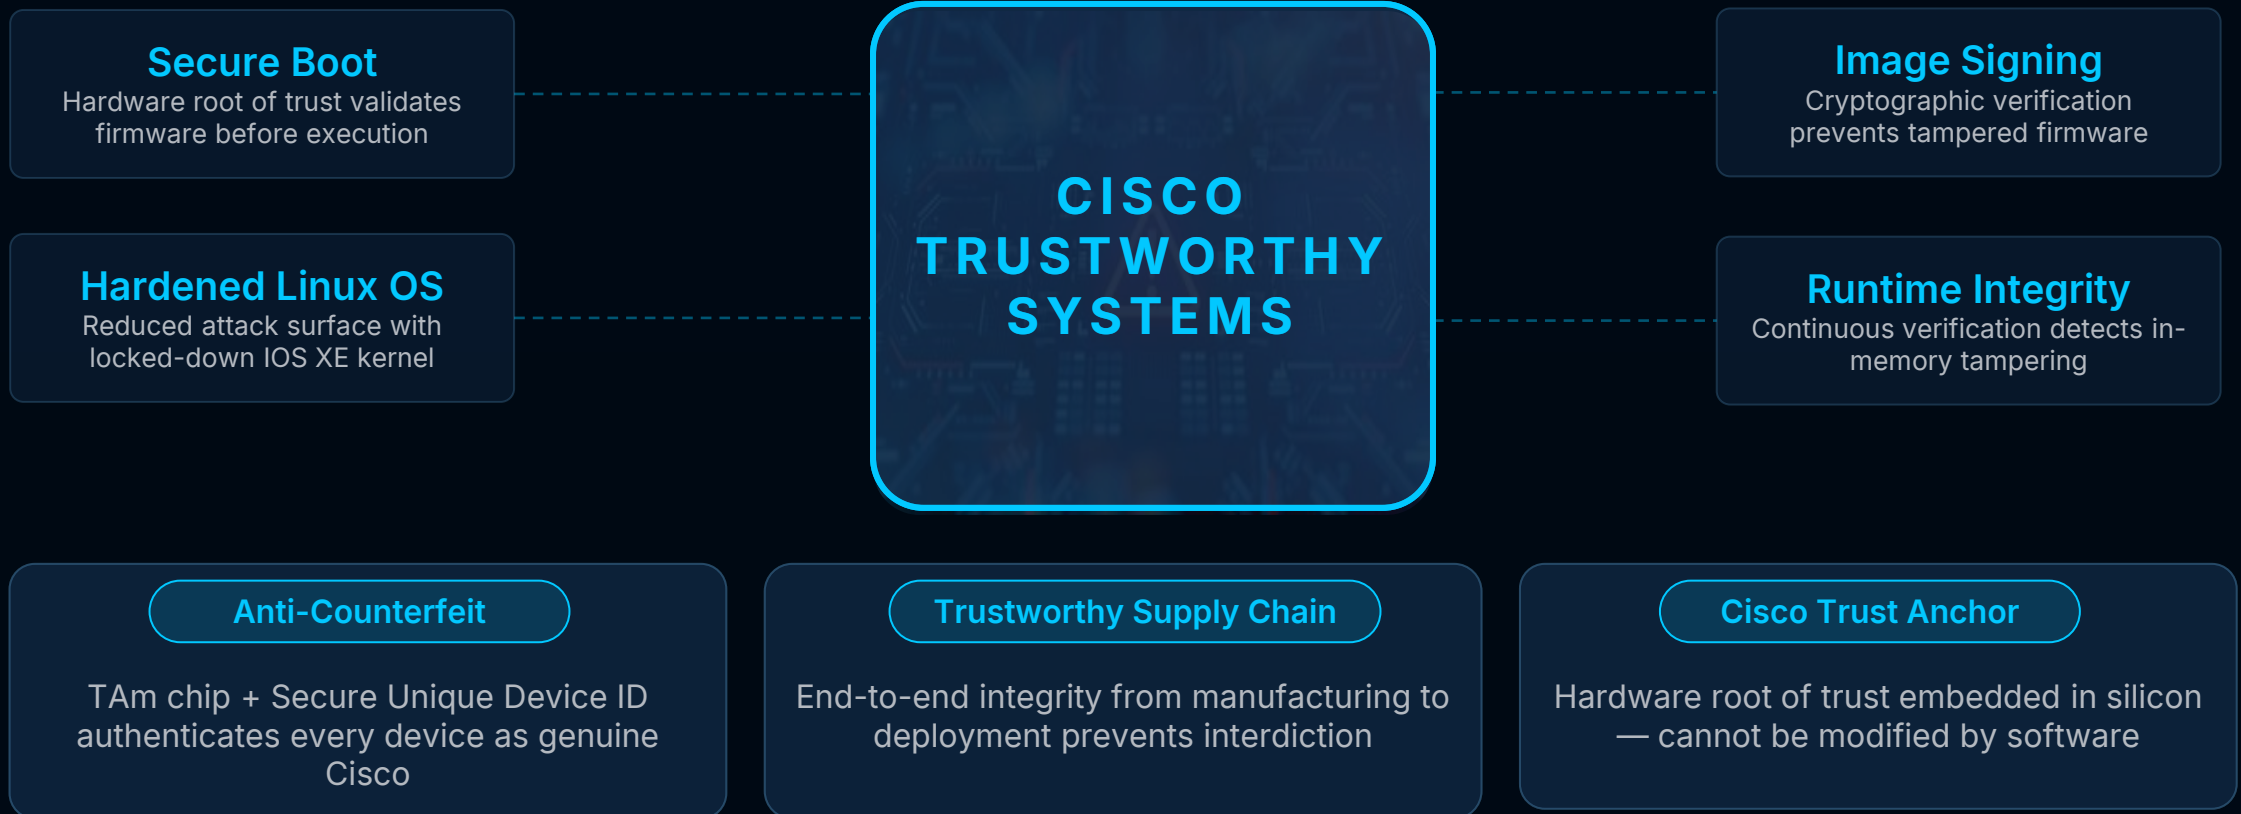 Secure Boot
Hardware root of trust validates
firmware before execution
Hardened Linux OS
Reduced attack surface with
locked-down IOS XE kernel
CISCO
TRUSTWORTHY
SYSTEMS
Image Signing
Cryptographic verification
prevents tampered firmware
Runtime Integrity
Continuous verification detects in-
memory tampering
Anti-Counterfeit
TAm chip + Secure Unique Device ID
authenticates every device as genuine
Cisco
Trustworthy Supply Chain
End-to-end integrity from manufacturing to
deployment prevents interdiction
Cisco Trust Anchor
Hardware root of trust embedded in silicon
— cannot be modified by software